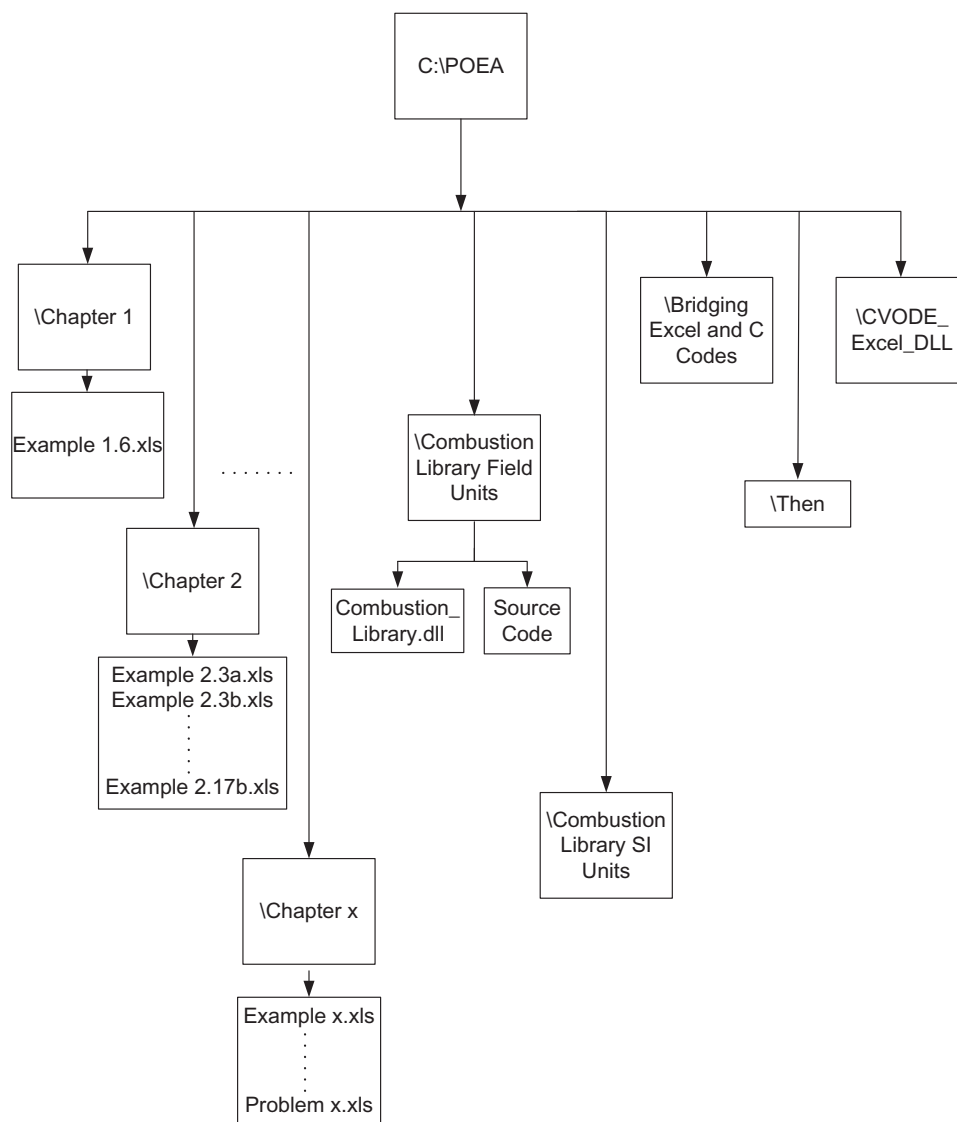 C:\POEA
\Chapter 1
Example 1.6.xls
\Chapter 2
Example 2.3a.xls
Example 2.3b.xls
Example 2.17b.xls
\Chapter x
Example x.xls
Problem x.xls
\Combustion
Library Field
Units
Combustion_
Library.dll
Source
Code
\Combustion
Library SI
Units
\Bridging
Excel and C
Codes
\Then
\CVODE_
Excel_DLL